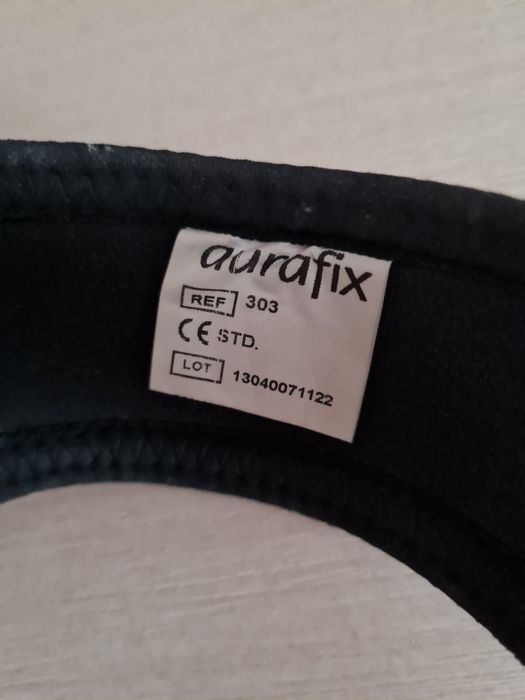 aurafix
REF 303
CE STD.
LOT 13040071122